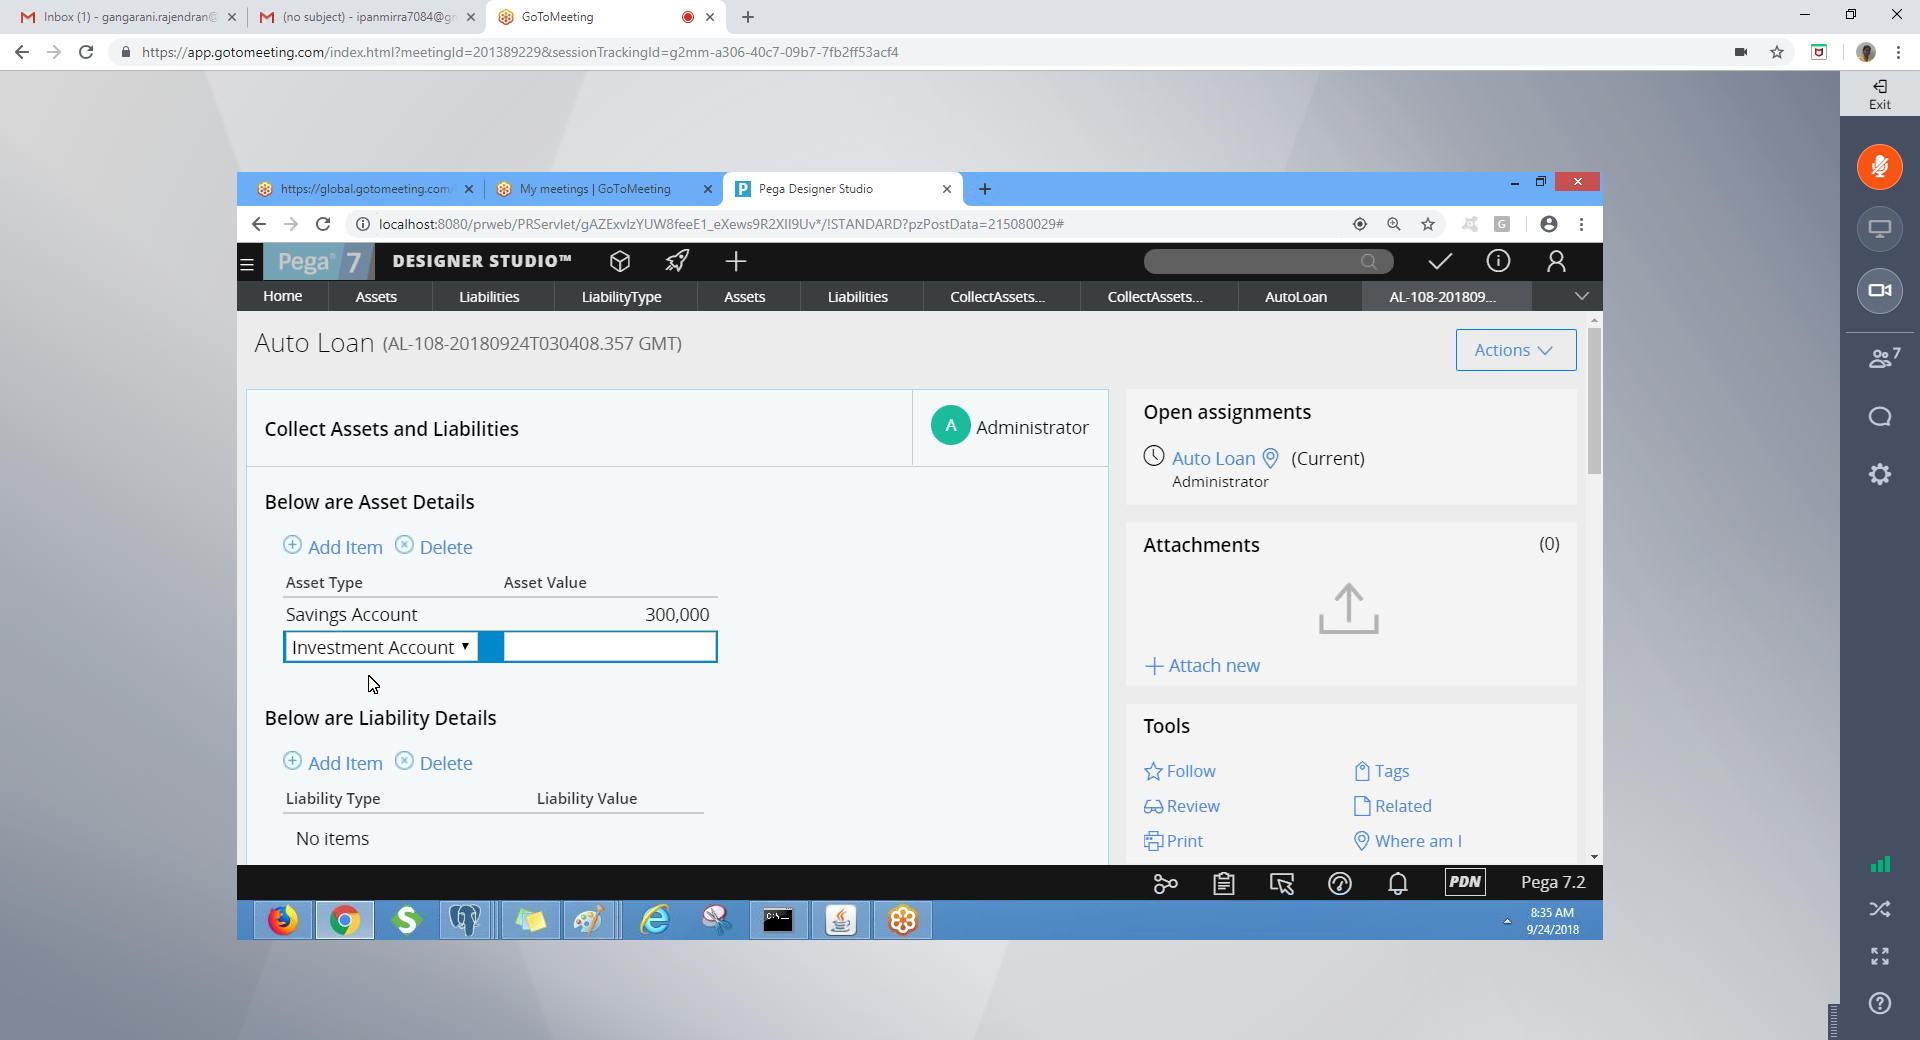 Inbox (1) - gangarani.rajendran@
(no subject) - ipanmirra7084@gm
GoToMeeting
https://app.gotomeeting.com/index.html?meetingId=201389229&sessionTrackingId=g2mm-a306-40c7-09b7-7fb2ff53acf4
Exit
https://global.gotomeeting.com/
My meetings | GoToMeeting
Pega Designer Studio
localhost:8080/prweb/PRServlet/gAZExvIzYUW8feeE1_eXews9R2XII9Uv*/!STANDARD?pzPostData=215080029#
G
Pega 7
DESIGNER STUDIO™
Home
Assets
Liabilities
LiabilityType
Assets
Liabilities
CollectAssets...
CollectAssets...
AutoLoan
AL-108-201809...
Auto Loan (AL-108-20180924T030408.357 GMT)
Actions
7
Collect Assets and Liabilities
A
Administrator
Open assignments
Auto Loan (Current)
Administrator
Below are Asset Details
Add Item Delete
Asset Type Asset Value
Savings Account 300,000
Investment Account
Attachments (0)
Attach new
Below are Liability Details
Add Item Delete
Liability Type Liability Value
No items
Tools
Follow Tags
Review Related
Print Where am I
PDN
Pega 7.2
C:\.
8:35 AM
9/24/2018